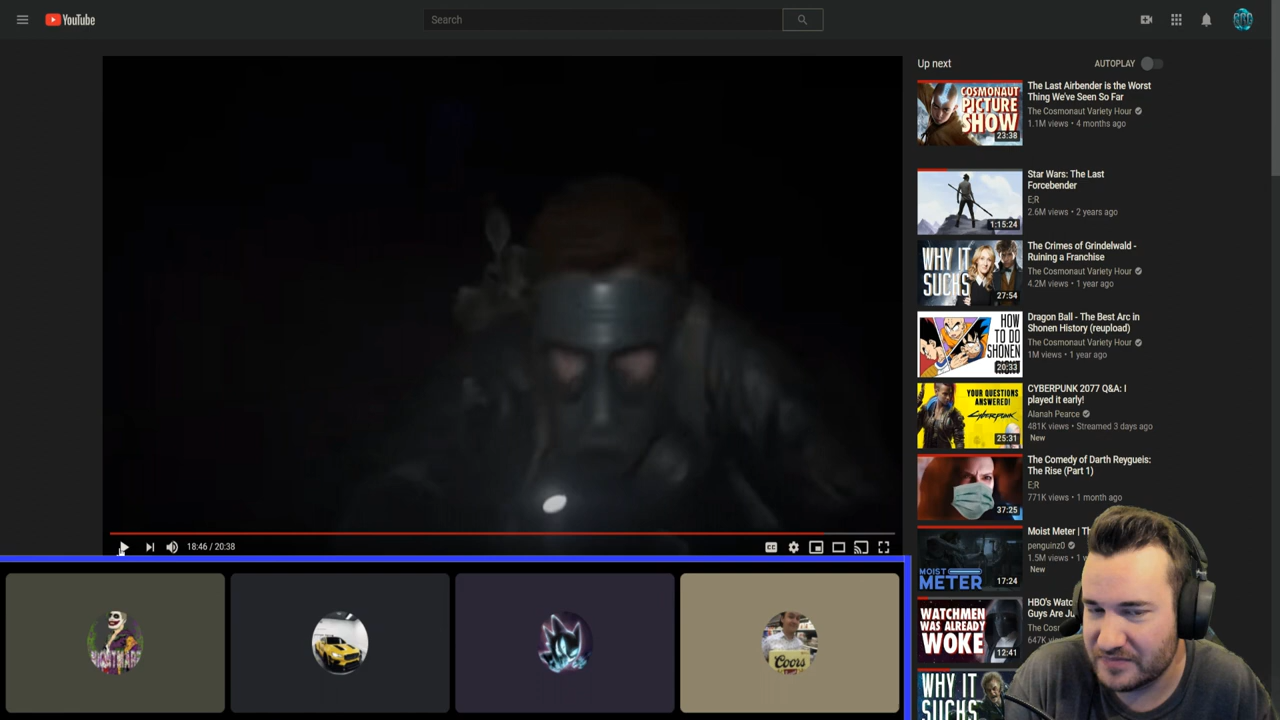 YouTube
Search
Up next
AUTOPLAY
COSMONAUT
PICTURE
SHOW
23:38
The Last Airbender is the Worst
Thing We've Seen So Far
The Cosmonaut Variety Hour
1.1M views • 4 months ago
1:15:24
Star Wars: The Last
Forcebender
E;R
2.6M views • 2 years ago
WHY IT
SUCKS
27:54
The Crimes of Grindelwald -
Ruining a Franchise
The Cosmonaut Variety Hour
4.2M views • 1 year ago
HOW
TO DO
SHONEN
RIGHT
20:33
Dragon Ball - The Best Arc in
Shonen History (reupload)
The Cosmonaut Variety Hour
1M views • 1 year ago
YOUR QUESTIONS
ANSWERED!
CYBERPUNK
25:31
CYBERPUNK 2077 Q&A: I
played it early!
Alanah Pearce
481K views • Streamed 3 days ago
New
37:25
The Comedy of Darth Reygueis:
The Rise (Part 1)
E;R
771K views • 1 month ago
MOIST
METER
17:24
Moist Meter | Th
penguinz0
1.5M views •
New
WATCHMEN
WAS ALREADY
WOKE
12:41
HBO's Watc
Guys Are Ju
The Cos
647K
WHY IT
SUCKS
18:46 / 20:38
CC
NIGHTMARE
Coors